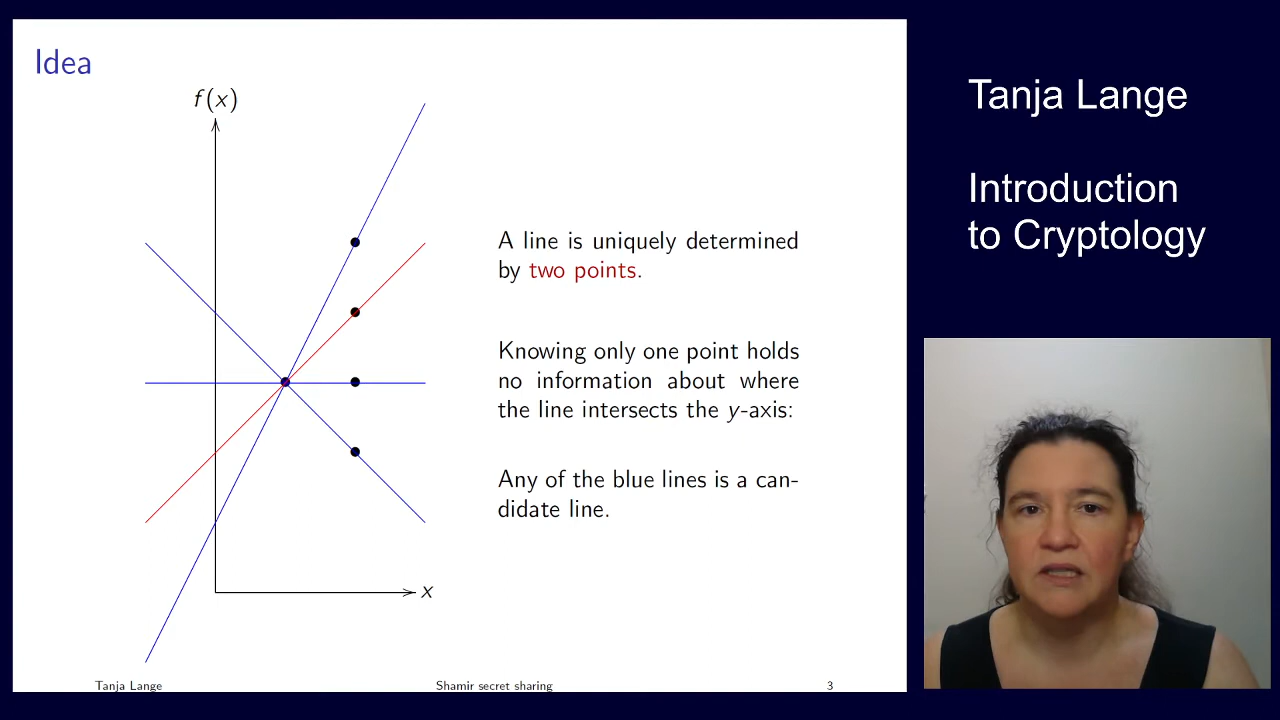 Idea
f(x)
A line is uniquely determined
by two points.
Knowing only one point holds
no information about where
the line intersects the y-axis:
Any of the blue lines is a can-
didate line.
x
Tanja Lange
Shamir secret sharing
3
Tanja Lange
Introduction
to Cryptology